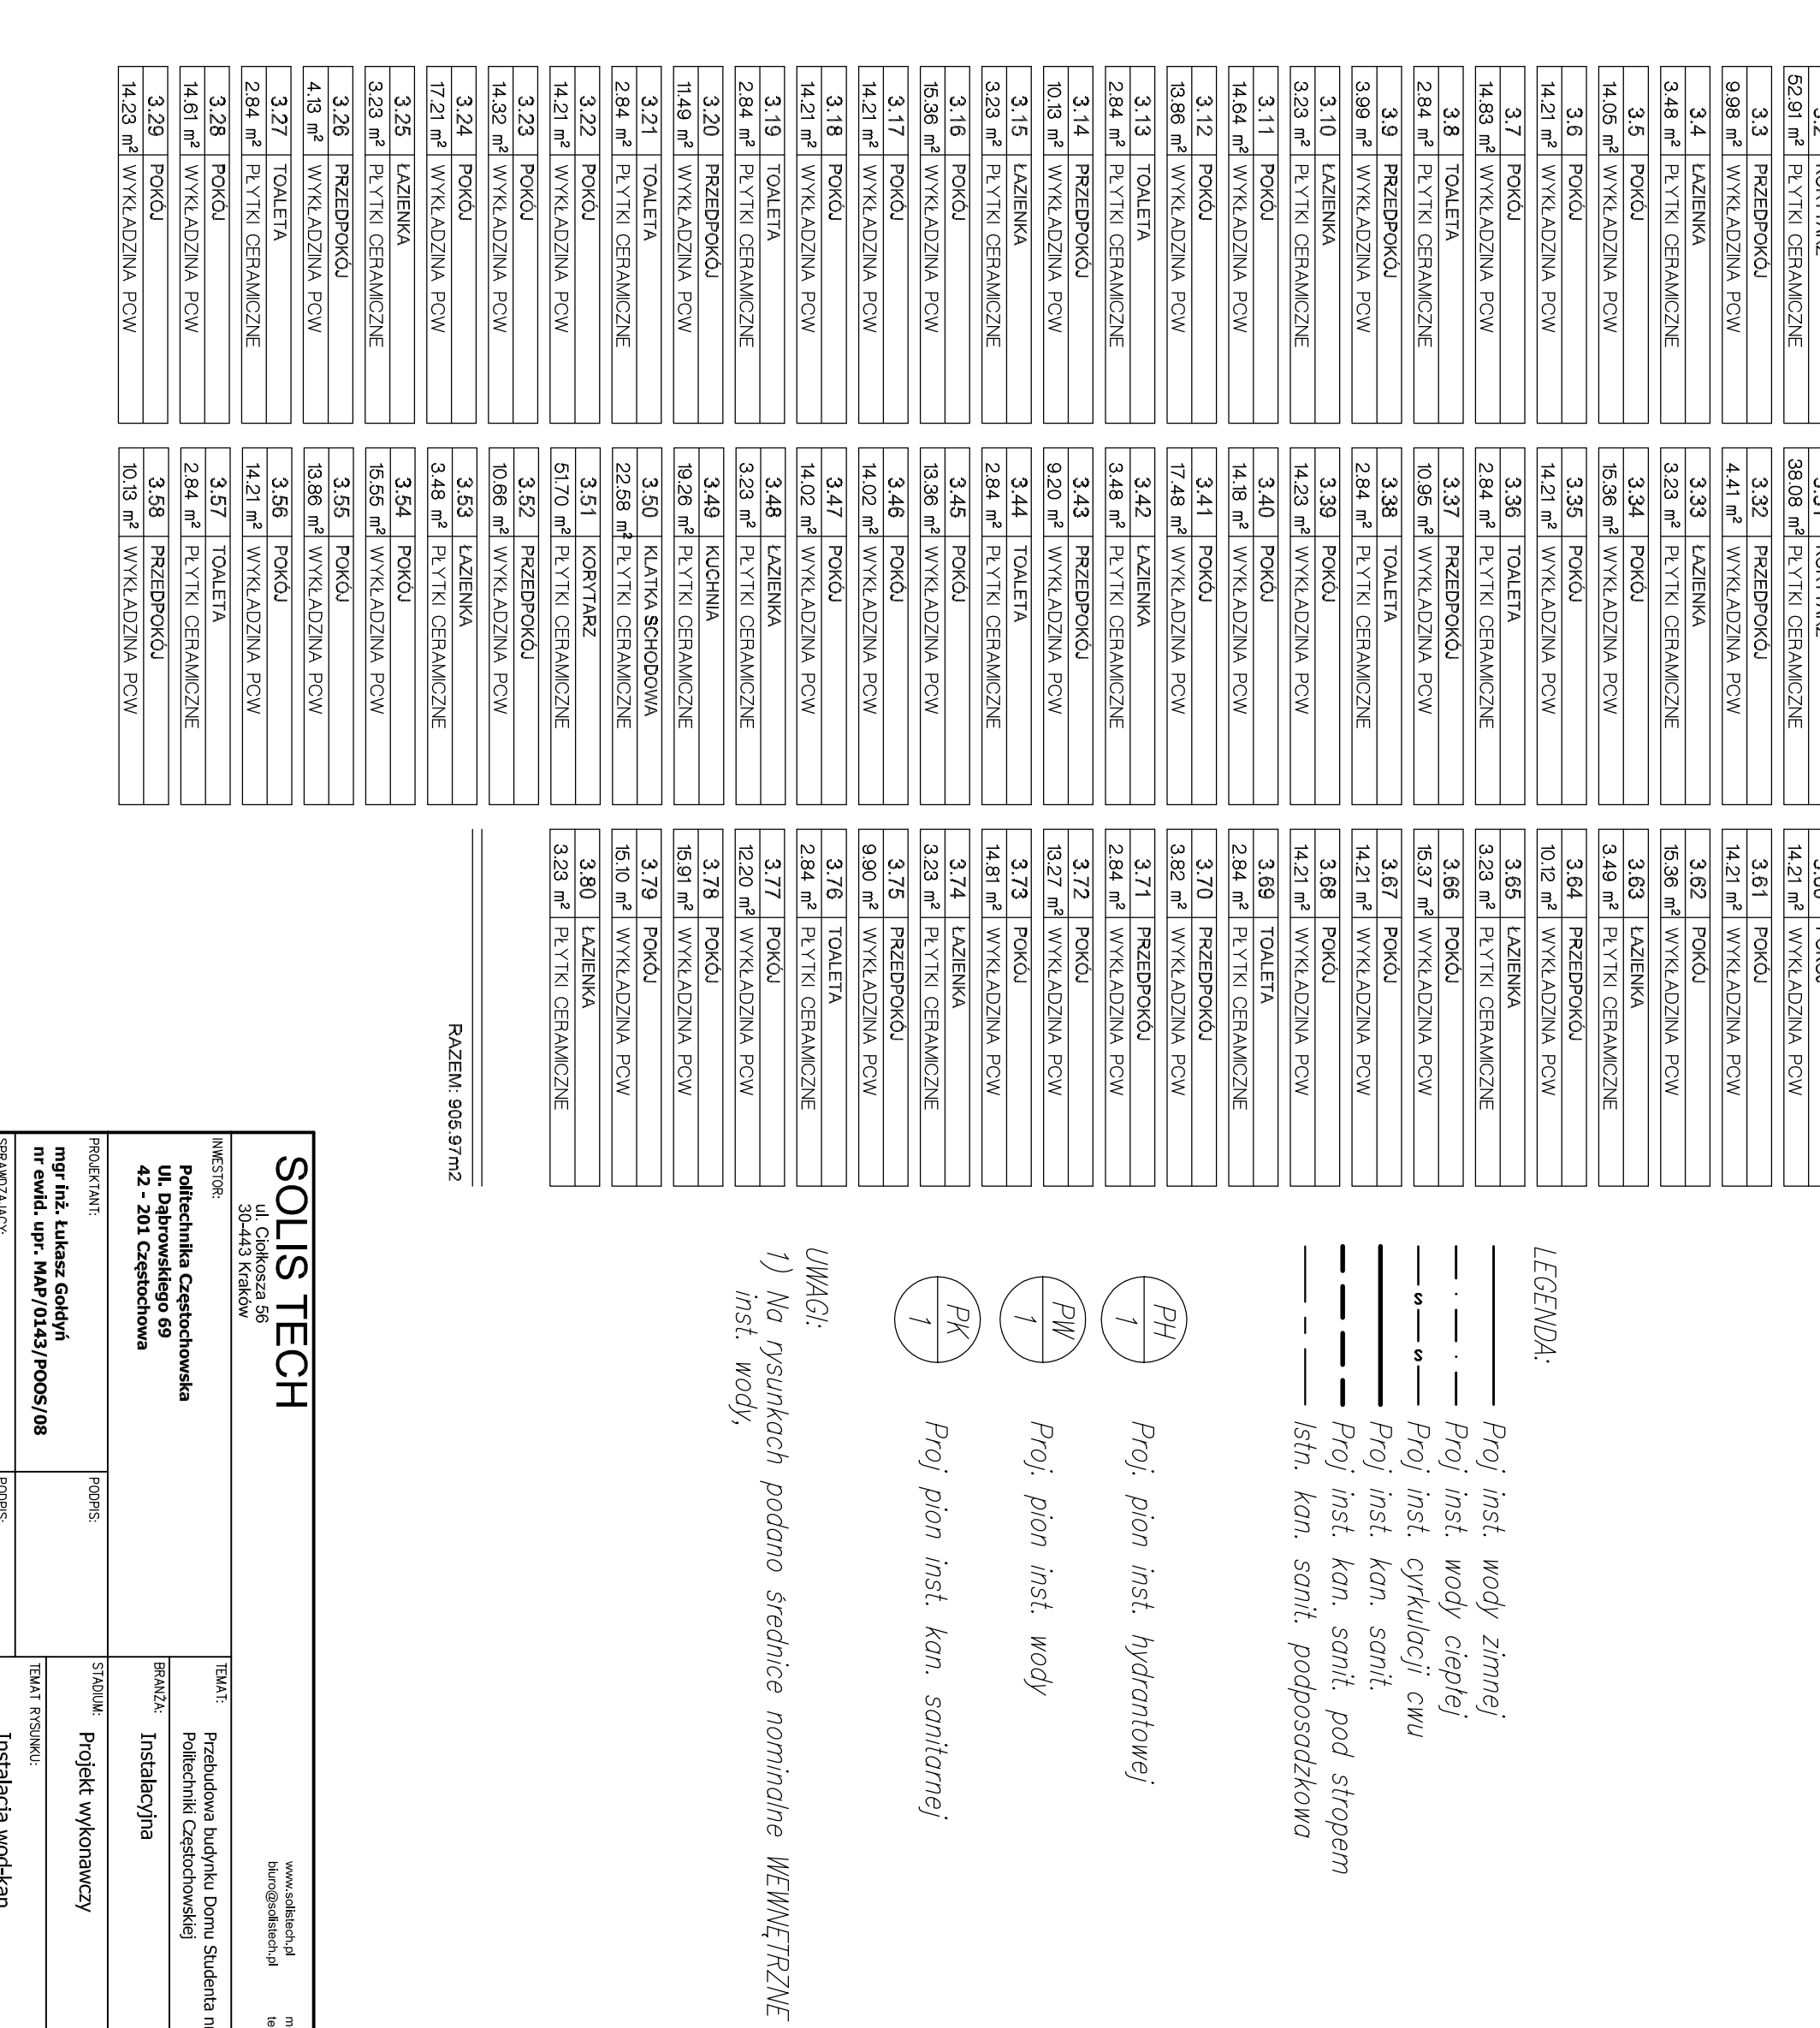 52.91 m² PŁYTKI CERAMICZNE
3.3 PRZEDPOKÓJ
9.98 m² WYKŁADZINA PCW
3.4 ŁAZIENKA
3.48 m² PŁYTKI CERAMICZNE
3.5 POKÓJ
14.05 m² WYKŁADZINA PCW
3.6 POKÓJ
14.21 m² WYKŁADZINA PCW
3.7 POKÓJ
14.83 m² WYKŁADZINA PCW
3.8 TOALETA
2.84 m² PŁYTKI CERAMICZNE
3.9 PRZEDPOKÓJ
3.99 m² WYKŁADZINA PCW
3.10 ŁAZIENKA
3.23 m² PŁYTKI CERAMICZNE
3.11 POKÓJ
14.64 m² WYKŁADZINA PCW
3.12 POKÓJ
13.86 m² WYKŁADZINA PCW
3.13 TOALETA
2.84 m² PŁYTKI CERAMICZNE
3.14 PRZEDPOKÓJ
10.13 m² WYKŁADZINA PCW
3.15 ŁAZIENKA
3.23 m² PŁYTKI CERAMICZNE
3.16 POKÓJ
15.36 m² WYKŁADZINA PCW
3.17 POKÓJ
14.21 m² WYKŁADZINA PCW
3.18 POKÓJ
14.21 m² WYKŁADZINA PCW
3.19 TOALETA
2.84 m² PŁYTKI CERAMICZNE
3.20 PRZEDPOKÓJ
11.49 m² WYKŁADZINA PCW
3.21 TOALETA
2.84 m² PŁYTKI CERAMICZNE
3.22 POKÓJ
14.21 m² WYKŁADZINA PCW
3.23 POKÓJ
14.32 m² WYKŁADZINA PCW
3.24 POKÓJ
17.21 m² WYKŁADZINA PCW
3.25 ŁAZIENKA
3.23 m² PŁYTKI CERAMICZNE
3.26 PRZEDPOKÓJ
4.13 m² WYKŁADZINA PCW
3.27 TOALETA
2.84 m² PŁYTKI CERAMICZNE
3.28 POKÓJ
14.61 m² WYKŁADZINA PCW
3.29 POKÓJ
14.23 m² WYKŁADZINA PCW
38.08 m² PŁYTKI CERAMICZNE
3.32 PRZEDPOKÓJ
4.41 m² WYKŁADZINA PCW
3.33 ŁAZIENKA
3.23 m² PŁYTKI CERAMICZNE
3.34 POKÓJ
15.36 m² WYKŁADZINA PCW
3.35 POKÓJ
14.21 m² WYKŁADZINA PCW
3.36 TOALETA
2.84 m² PŁYTKI CERAMICZNE
3.37 PRZEDPOKÓJ
10.95 m² WYKŁADZINA PCW
3.38 TOALETA
2.84 m² PŁYTKI CERAMICZNE
3.39 POKÓJ
14.23 m² WYKŁADZINA PCW
3.40 POKÓJ
14.18 m² WYKŁADZINA PCW
3.41 POKÓJ
17.48 m² WYKŁADZINA PCW
3.42 ŁAZIENKA
3.48 m² PŁYTKI CERAMICZNE
3.43 PRZEDPOKÓJ
9.20 m² WYKŁADZINA PCW
3.44 TOALETA
2.84 m² PŁYTKI CERAMICZNE
3.45 POKÓJ
13.36 m² WYKŁADZINA PCW
3.46 POKÓJ
14.02 m² WYKŁADZINA PCW
3.47 POKÓJ
14.02 m² WYKŁADZINA PCW
3.48 ŁAZIENKA
3.23 m² PŁYTKI CERAMICZNE
3.49 KUCHNIA
19.26 m² PŁYTKI CERAMICZNE
3.50 KLATKA SCHODOWA
22.58 m² PŁYTKI CERAMICZNE
3.51 KORYTARZ
51.70 m² PŁYTKI CERAMICZNE
3.52 PRZEDPOKÓJ
10.66 m² WYKŁADZINA PCW
3.53 ŁAZIENKA
3.48 m² PŁYTKI CERAMICZNE
3.54 POKÓJ
15.55 m² WYKŁADZINA PCW
3.55 POKÓJ
13.86 m² WYKŁADZINA PCW
3.56 POKÓJ
14.21 m² WYKŁADZINA PCW
3.57 TOALETA
2.84 m² PŁYTKI CERAMICZNE
3.58 PRZEDPOKÓJ
10.13 m² WYKŁADZINA PCW
14.21 m² WYKŁADZINA PCW
3.61 POKÓJ
14.21 m² WYKŁADZINA PCW
3.62 POKÓJ
15.36 m² WYKŁADZINA PCW
3.63 ŁAZIENKA
3.49 m² PŁYTKI CERAMICZNE
3.64 PRZEDPOKÓJ
10.12 m² WYKŁADZINA PCW
3.65 ŁAZIENKA
3.23 m² PŁYTKI CERAMICZNE
3.66 POKÓJ
15.37 m² WYKŁADZINA PCW
3.67 POKÓJ
14.21 m² WYKŁADZINA PCW
3.68 POKÓJ
14.21 m² WYKŁADZINA PCW
3.69 TOALETA
2.84 m² PŁYTKI CERAMICZNE
3.70 PRZEDPOKÓJ
3.82 m² WYKŁADZINA PCW
3.71 PRZEDPOKÓJ
2.84 m² WYKŁADZINA PCW
3.72 POKÓJ
13.27 m² WYKŁADZINA PCW
3.73 POKÓJ
14.81 m² WYKŁADZINA PCW
3.74 ŁAZIENKA
3.23 m² PŁYTKI CERAMICZNE
3.75 PRZEDPOKÓJ
9.90 m² WYKŁADZINA PCW
3.76 TOALETA
2.84 m² PŁYTKI CERAMICZNE
3.77 POKÓJ
12.20 m² WYKŁADZINA PCW
3.78 POKÓJ
15.91 m² WYKŁADZINA PCW
3.79 POKÓJ
15.10 m² WYKŁADZINA PCW
3.80 ŁAZIENKA
3.23 m² PŁYTKI CERAMICZNE
RAZEM: 905.97m2
LEGENDA:
Proj inst. wody zimnej
Proj inst. wody ciepłej
s s Proj inst. cyrkulacji cwu
Proj inst. kan. sanit.
Proj inst. kan. sanit. pod stropem
Istn. kan. sanit. podposadzkowa
PH
1
Proj. pion inst. hydrantowej
PW
1
Proj. pion inst. wody
PK
1
Proj pion inst. kan. sanitarnej
UWAGI:
1) Na rysunkach podano średnice nominalne WEWNĘTRZNE
inst. wody,
SOLIS TECH
ul. Ciołkosza 56
30-443 Kraków
www.solistech.pl
biuro@solistech.pl
INWESTOR:
Politechnika Częstochowska
Ul. Dąbrowskiego 69
42 - 201 Częstochowa
TEMAT:
Przebudowa budynku Domu Studenta
Politechniki Częstochowskiej
BRANŻA:
Instalacyjna
PROJEKTANT:
mgr inż. Łukasz Gołdyń
nr ewid. upr. MAP/0143/POOS/08
PODPIS:
STADIUM:
Projekt wykonawczy
TEMAT RYSUNKU:
Instalacja wod-kan
SPRAWDZAJĄCY:
PODPIS: